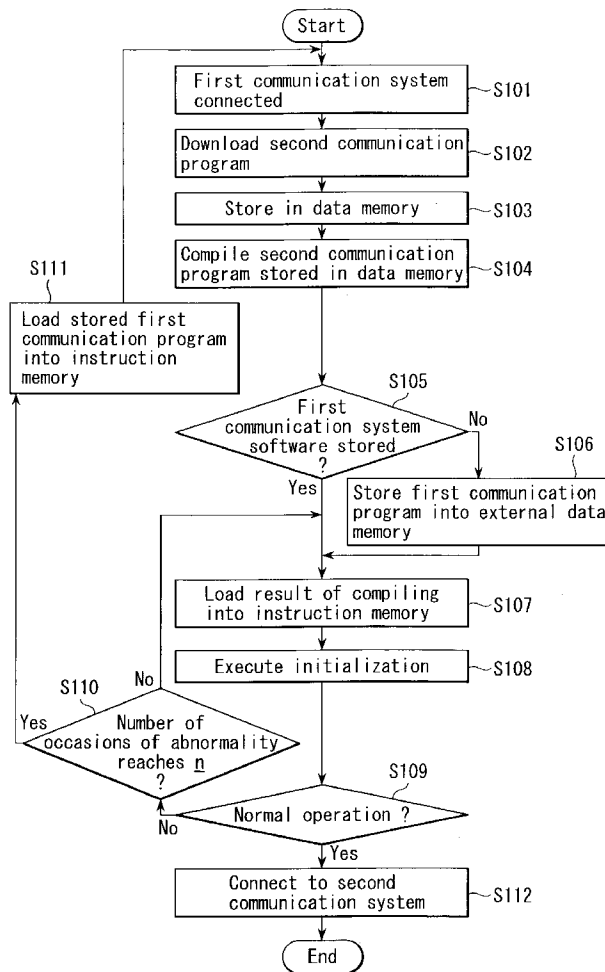 Start
First communication system
connected
S101
Download second communication
program
S102
Store in data memory
S103
Compile second communication
program stored in data memory
S104
S111
Load stored first
communication program
into instruction
memory
S105
First
communication system
software stored
?
No
Yes
S106
Store first communication
program into external data
memory
Load result of compiling
into instruction memory
S107
Execute initialization
S108
S110
No
Yes
Number of
occasions of abnormality
reaches n
?
S109
Normal operation ?
No
Yes
Connect to second
communication system
S112
End